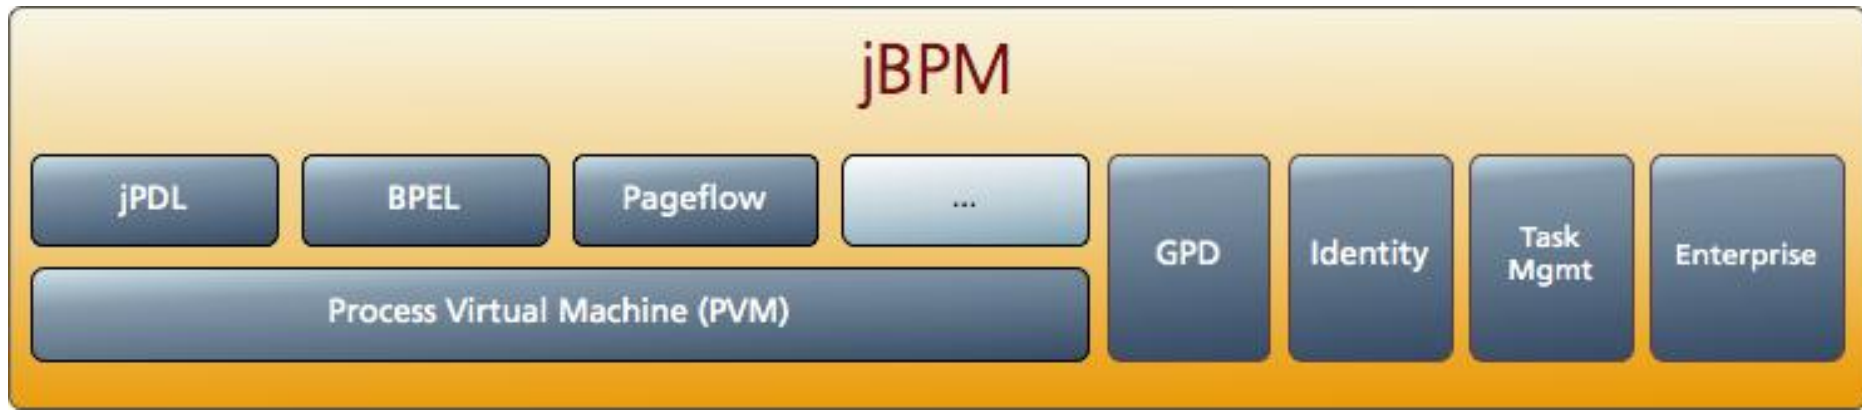 jBPM
jPDL
BPEL
Pageflow
...
Process Virtual Machine (PVM)
GPD
Identity
Task
Mgmt
Enterprise